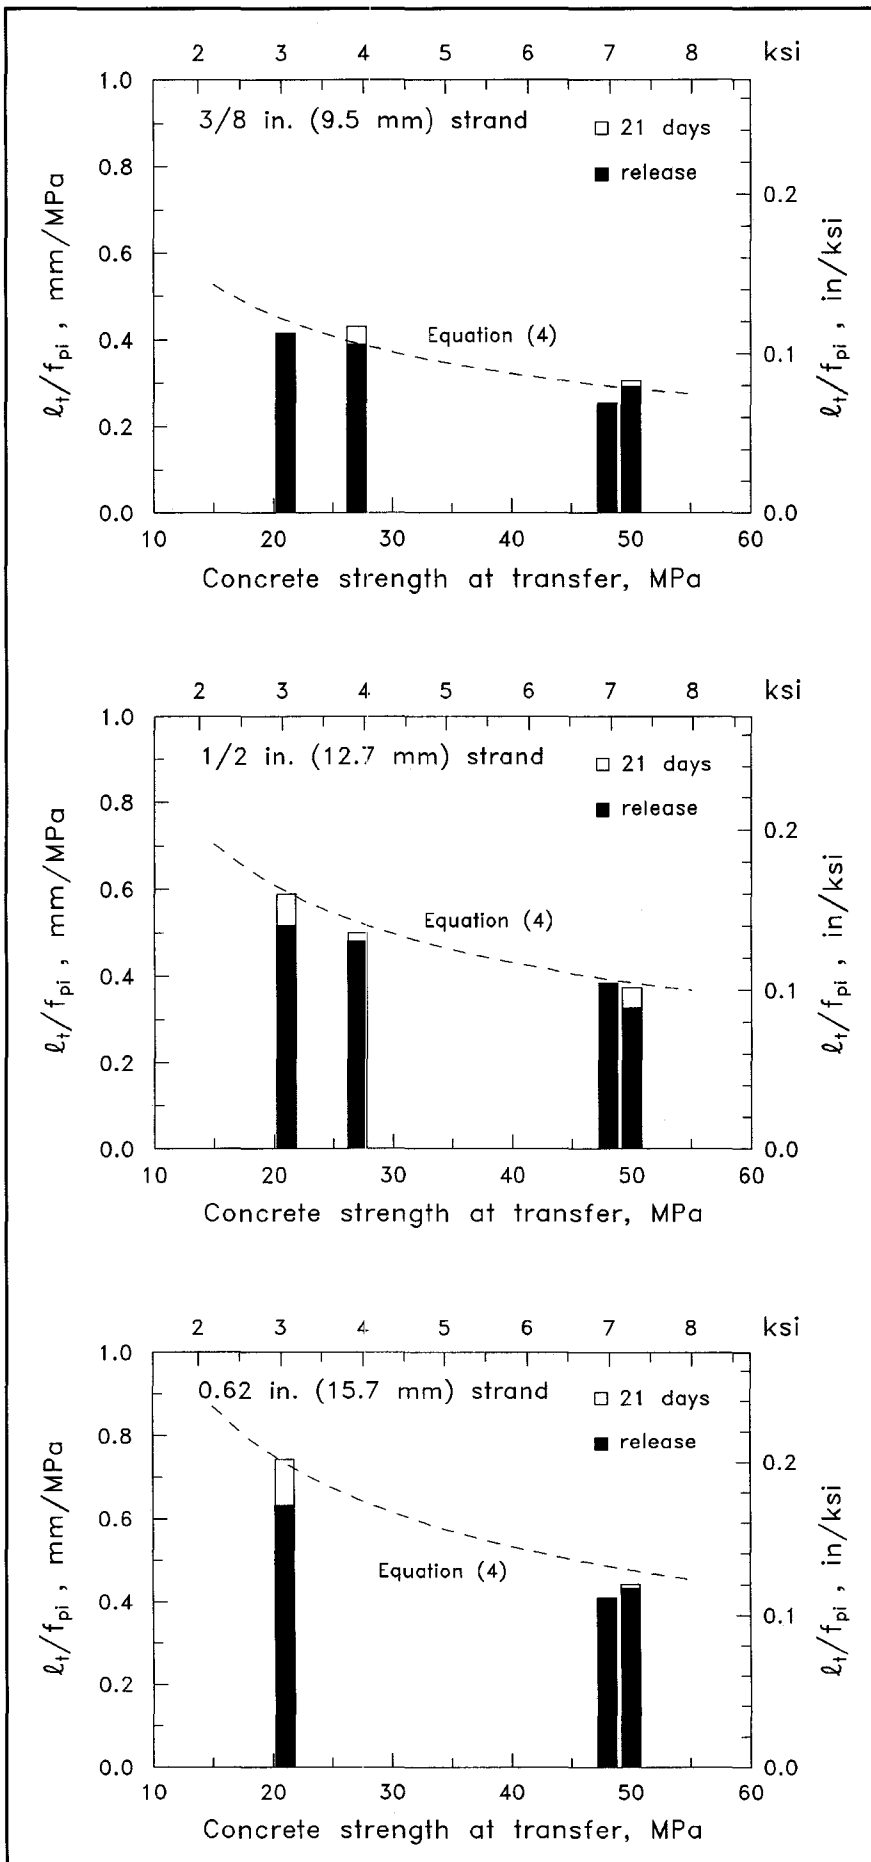 2 3 4 5 6 7 8 ksi
1.0
3/8 in. (9.5 mm) strand
□ 21 days
■ release
0.8
0.6
0.4
0.2
0.0
ℓt/fpi , mm/MPa
Equation (4)
0.2
0.1
0.0
ℓt/fpi , in/ksi
10 20 30 40 50 60
Concrete strength at transfer, MPa
2 3 4 5 6 7 8 ksi
1.0
1/2 in. (12.7 mm) strand
□ 21 days
■ release
0.8
0.6
0.4
0.2
0.0
ℓt/fpi , mm/MPa
Equation (4)
0.2
0.1
0.0
ℓt/fpi , in/ksi
10 20 30 40 50 60
Concrete strength at transfer, MPa
2 3 4 5 6 7 8 ksi
1.0
0.62 in. (15.7 mm) strand
□ 21 days
■ release
0.8
0.6
0.4
0.2
0.0
ℓt/fpi , mm/MPa
Equation (4)
0.2
0.1
0.0
ℓt/fpi , in/ksi
10 20 30 40 50 60
Concrete strength at transfer, MPa